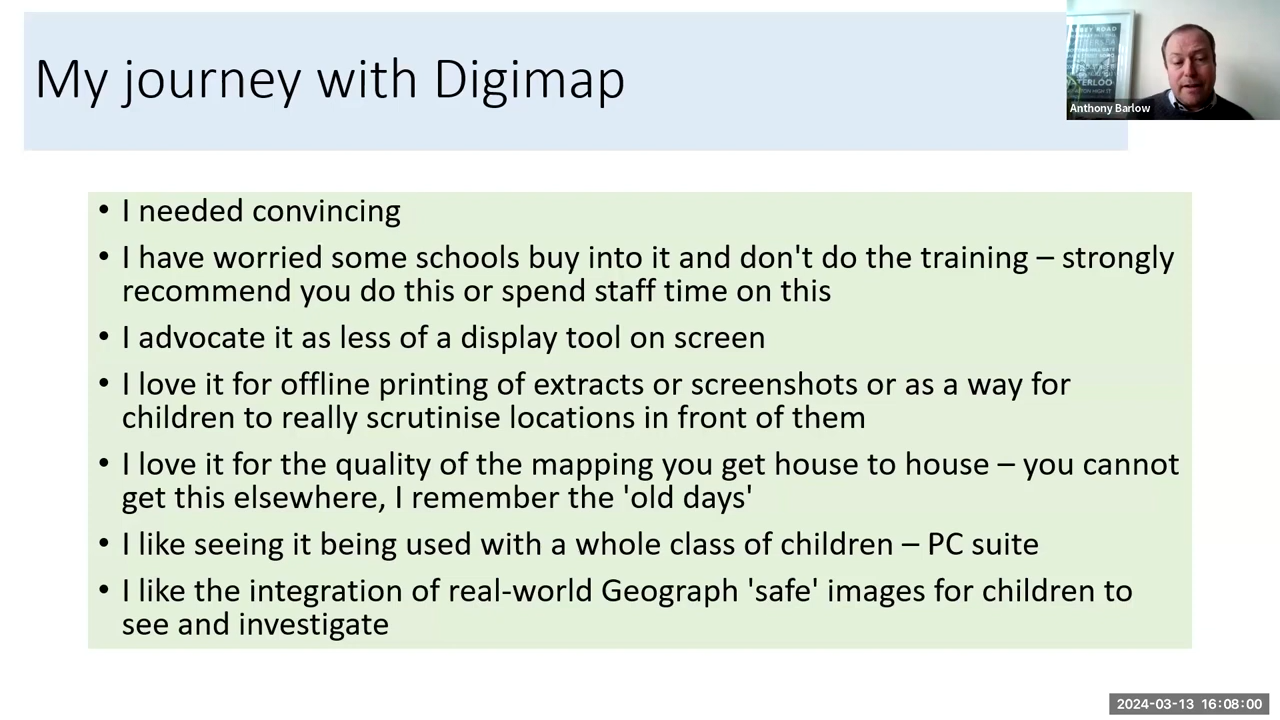 My journey with Digimap
ABBEY ROAD
WATERLOO
Anthony Barlow
• I needed convincing
• I have worried some schools buy into it and don't do the training – strongly
recommend you do this or spend staff time on this
• I advocate it as less of a display tool on screen
• I love it for offline printing of extracts or screenshots or as a way for
children to really scrutinise locations in front of them
• I love it for the quality of the mapping you get house to house – you cannot
get this elsewhere, I remember the 'old days'
• I like seeing it being used with a whole class of children – PC suite
• I like the integration of real-world Geograph 'safe' images for children to
see and investigate
2024-03-13 16:08:00